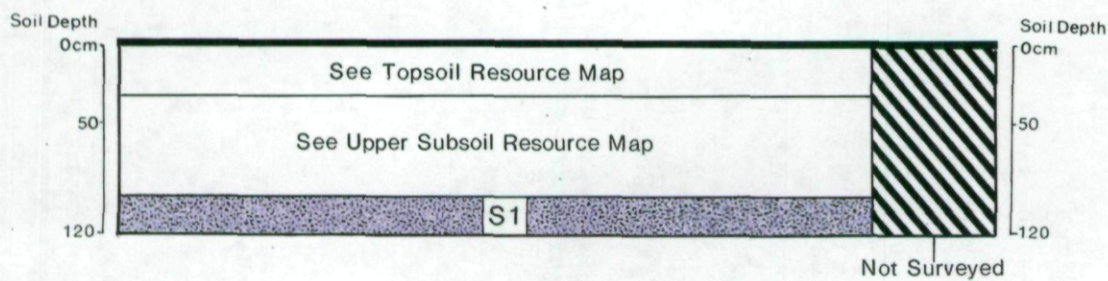 Soil Depth
Soil Depth
0cm
0cm
See Topsoil Resource Map
50
50
See Upper Subsoil Resource Map
S1
120
120
Not Surveyed